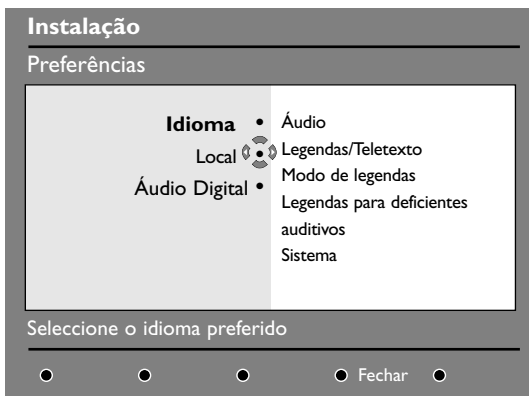 Instalação
Preferências
Idioma
Local
Áudio Digital
Áudio
Legendas/Teletexto
Modo de legendas
Legendas para deficientes
auditivos
Sistema
Seleccione o idioma preferido
Fechar